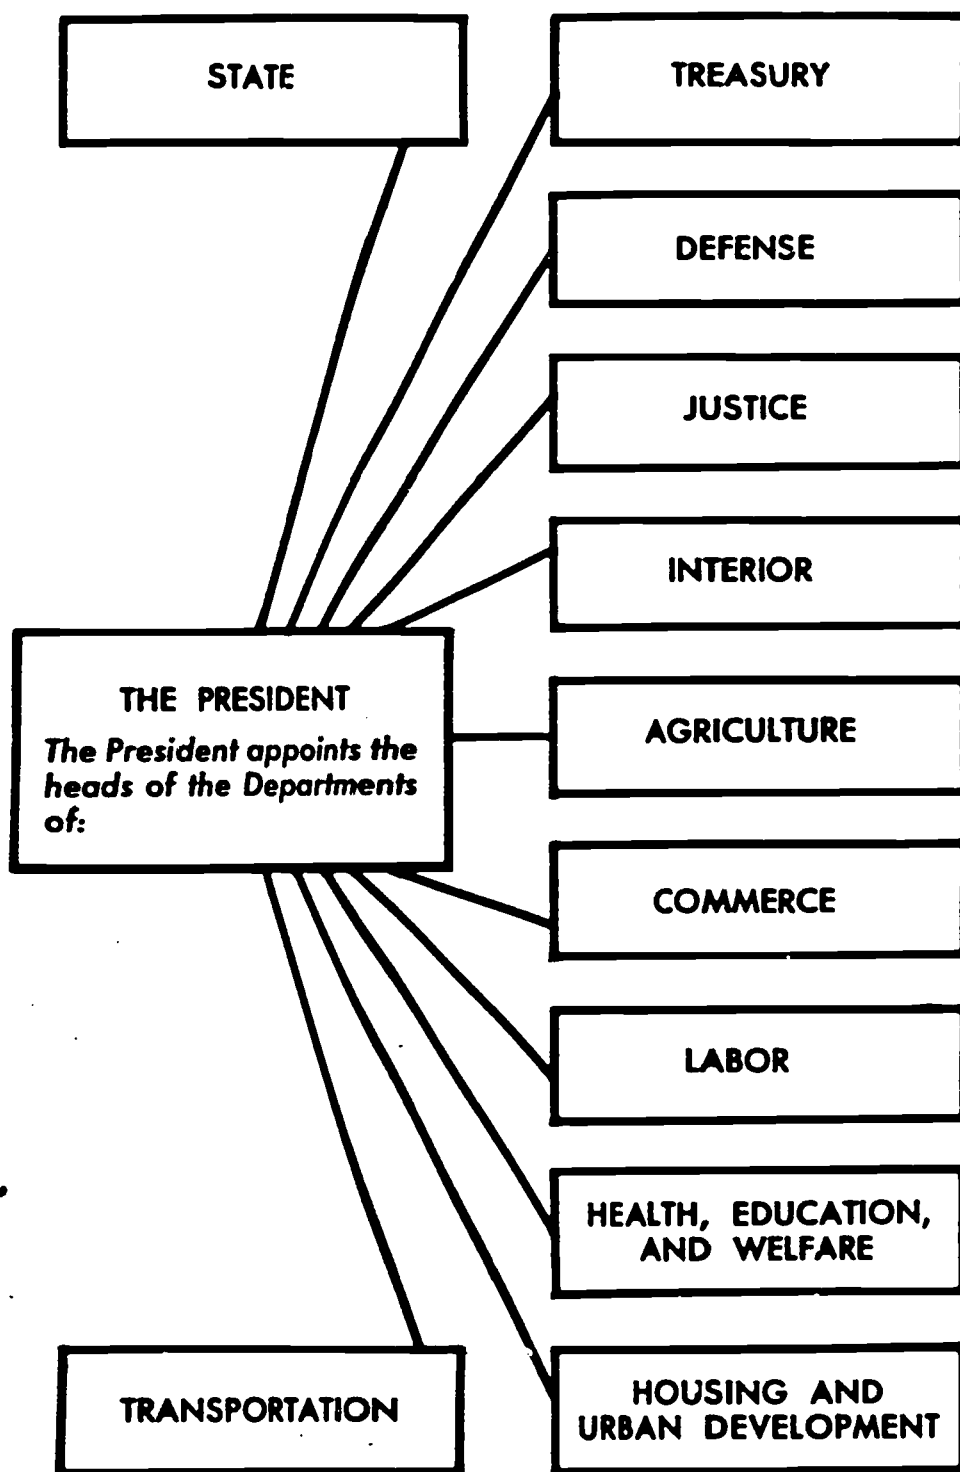 STATE
TREASURY
DEFENSE
JUSTICE
INTERIOR
THE PRESIDENT
The President appoints the
heads of the Departments
of:
AGRICULTURE
COMMERCE
LABOR
HEALTH, EDUCATION,
AND WELFARE
TRANSPORTATION
HOUSING AND
URBAN DEVELOPMENT